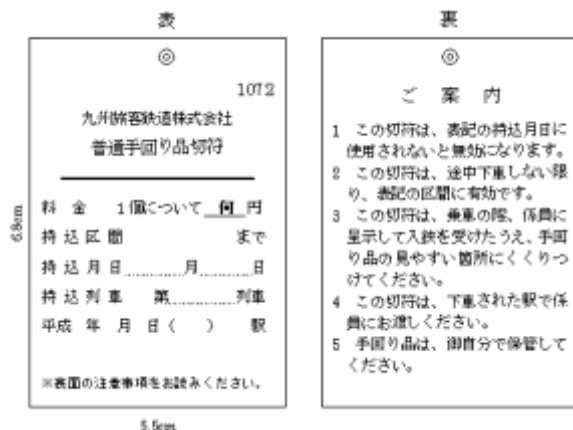 表
1072
九州旅客鉄道株式会社
普通手回り品切符
料 金 1個について 何 円
持 込 区 間 まで
持 込 月 日 月 日
持 込 列 車 第 列車
平成 年 月 日 ( ) 駅
※裏面の注意事項をお読みください。
6.8cm
5.5cm
裏
ご 案 内
1 この切符は、表記の持込月日に
使用されないと無効になります。
2 この切符は、途中下車しない限
り、表記の区間に有効です。
3 この切符は、乗車の際、係員に
呈示して入鋏を受けたうえ、手回
り品の見やすい箇所にくくりつ
けてください。
4 この切符は、下車された駅で係
員にお渡しください。
5 手回り品は、御自分で保管して
ください。